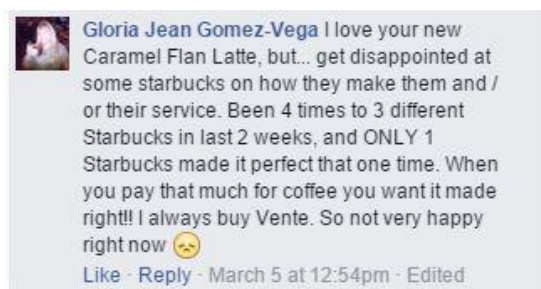 Gloria Jean Gomez-Vega I love your new
Caramel Flan Latte, but... get disappointed at
some starbucks on how they make them and /
or their service. Been 4 times to 3 different
Starbucks in last 2 weeks, and ONLY 1
Starbucks made it perfect that one time. When
you pay that much for coffee you want it made
right!! I always buy Vente. So not very happy
right now 😞
Like · Reply · March 5 at 12:54pm · Edited